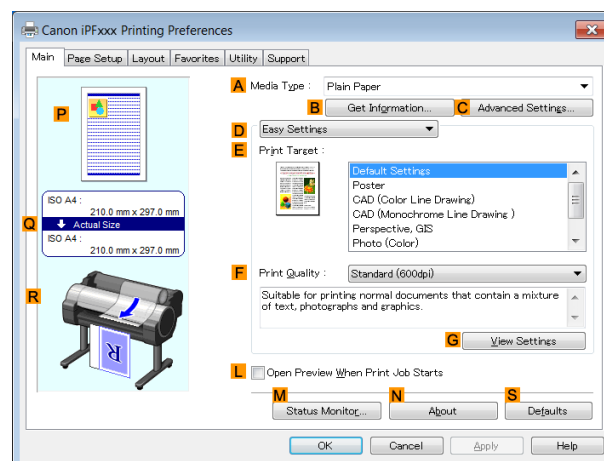 Canon iPFxxx Printing Preferences
Main Page Setup Layout Favorites Utility Support
A Media Type : Plain Paper
B Get Information... C Advanced Settings...
D Easy Settings
E Print Target :
Default Settings
Poster
CAD (Color Line Drawing)
CAD (Monochrome Line Drawing )
Perspective, GIS
Photo (Color)
F Print Quality : Standard (600dpi)
Suitable for printing normal documents that contain a mixture
of text, photographs and graphics.
G View Settings
L Open Preview When Print Job Starts
M N S
Status Monitor... About Defaults
OK Cancel Apply Help
P
ISO A4 :
210.0 mm x 297.0 mm
Q Actual Size
ISO A4 :
210.0 mm x 297.0 mm
R
R